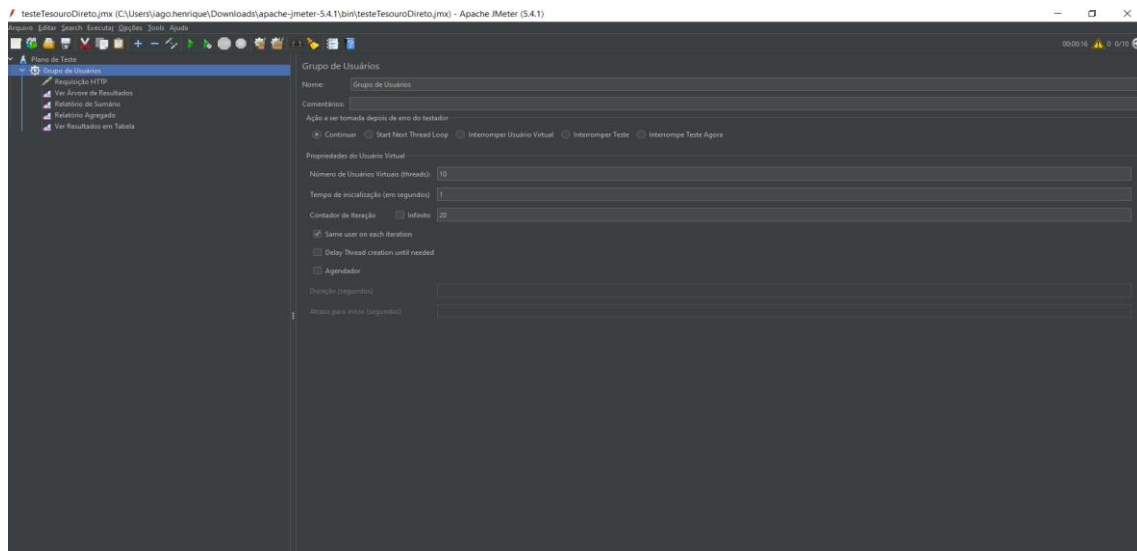 testeTesouroDireto.jmx (C:\Users\iago.henrique\Downloads\apache-jmeter-5.4.1\bin\testeTesouroDireto.jmx) - Apache JMeter (5.4.1)
Arquivo Editar Search Executar Opções Tools Ajuda
00:00:16 0 0/10
Plano de Teste
Grupo de Usuários
Requisição HTTP
Ver Árvore de Resultados
Relatório de Sumário
Relatório Agregado
Ver Resultados em Tabela
Grupo de Usuários
Nome: Grupo de Usuários
Comentários:
Ação a ser tomada depois de erro do testador
Continuar Start Next Thread Loop Interromper Usuário Virtual Interromper Teste Interrompe Teste Agora
Propriedades do Usuário Virtual
Número de Usuários Virtuais (threads): 10
Tempo de inicialização (em segundos) 1
Contador de Iteração Infinito 20
Same user on each iteration
Delay Thread creation until needed
Agendador
Duração (segundos)
Atraso para início (segundos)